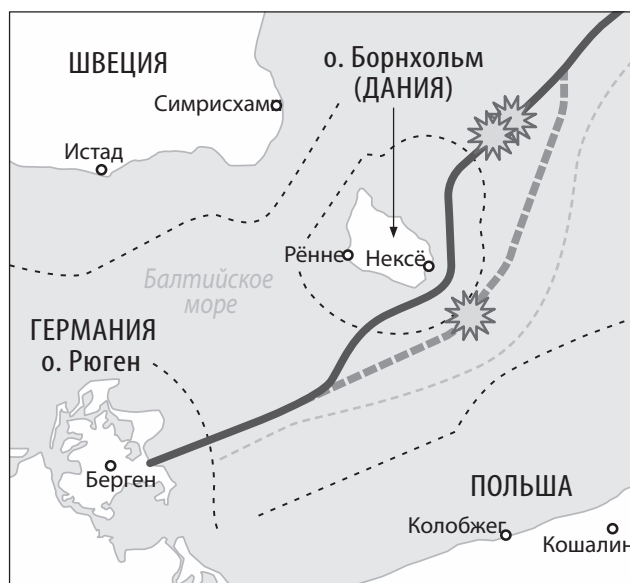 ШВЕЦИЯ
о. Борнхольм
(ДАНИЯ)
Симрисхамн
Истад
Рённе
Нексё
Балтийское
море
ГЕРМАНИЯ
о. Рюген
Берген
ПОЛЬША
Колобжег
Кошалин